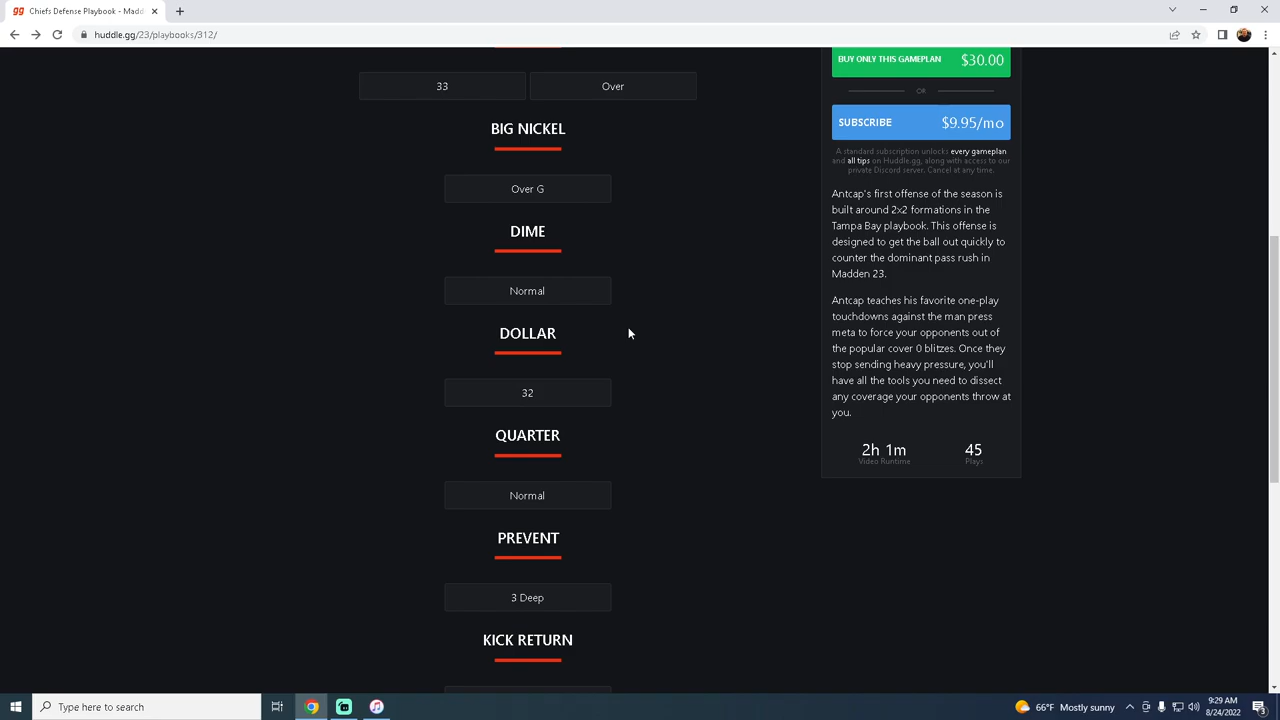 gg Chiefs Defense Playbook - Madd
huddle.gg/23/playbooks/312/
33
Over
BIG NICKEL
Over G
DIME
Normal
DOLLAR
32
QUARTER
Normal
PREVENT
3 Deep
KICK RETURN
BUY ONLY THIS GAMEPLAN $30.00
OR
SUBSCRIBE $9.95/mo
A standard subscription unlocks every gameplan
and all tips on Huddle.gg, along with access to our
private Discord server. Cancel at any time.
Antcap's first offense of the season is
built around 2x2 formations in the
Tampa Bay playbook. This offense is
designed to get the ball out quickly to
counter the dominant pass rush in
Madden 23.
Antcap teaches his favorite one-play
touchdowns against the man press
meta to force your opponents out of
the popular cover 0 blitzes. Once they
stop sending heavy pressure, you'll
have all the tools you need to dissect
any coverage your opponents throw at
you.
2h 1m
Video Runtime
45
Plays
Type here to search
66°F Mostly sunny
9:29 AM
8/24/2022
3